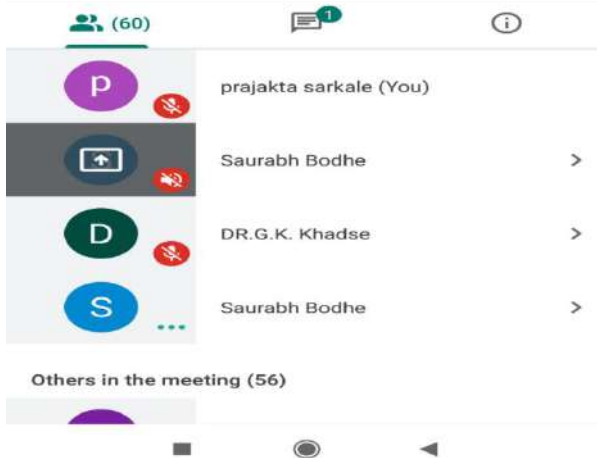 (60) 1
p prajakta sarkale (You)
Saurabh Bodhe
D DR.G.K. Khadse
S Saurabh Bodhe
Others in the meeting (56)